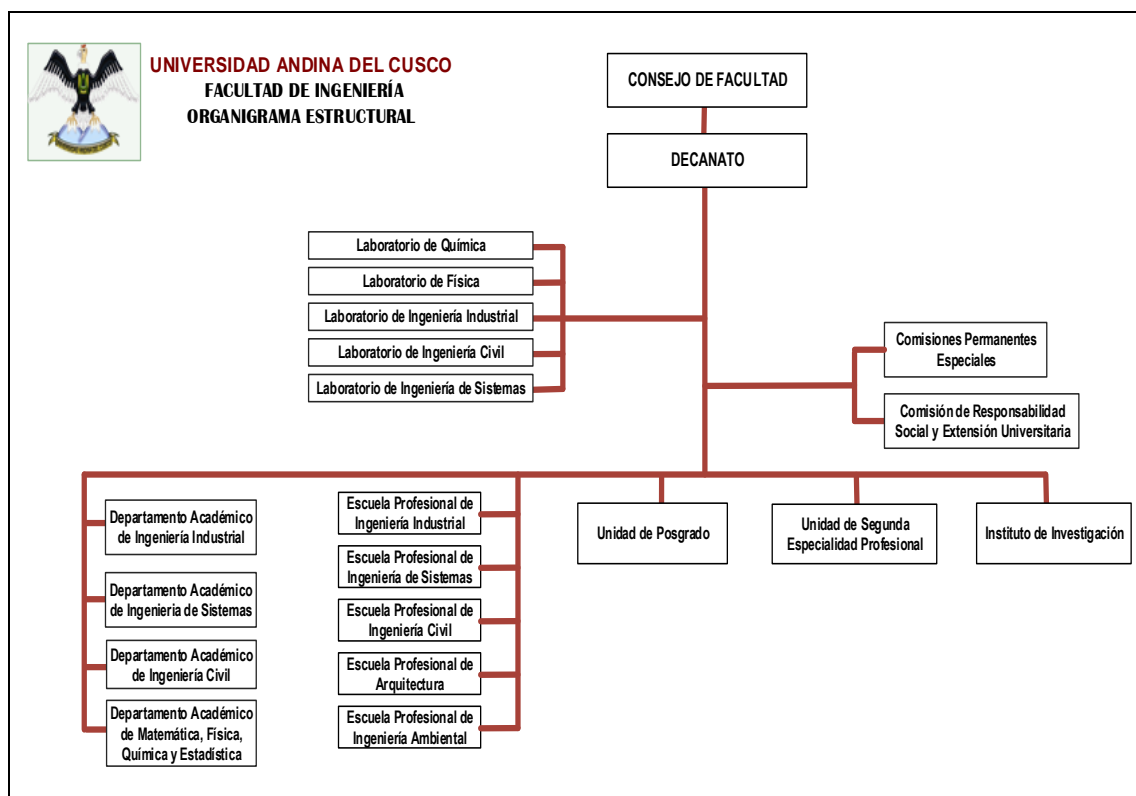 UNIVERSIDAD ANDINA DEL CUSCO
FACULTAD DE INGENIERÍA
ORGANIGRAMA ESTRUCTURAL
CONSEJO DE FACULTAD
DECANATO
Laboratorio de Química
Laboratorio de Física
Laboratorio de Ingeniería Industrial
Laboratorio de Ingeniería Civil
Laboratorio de Ingeniería de Sistemas
Comisiones Permanentes
Especiales
Comisión de Responsabilidad
Social y Extensión Universitaria
Departamento Académico
de Ingeniería Industrial
Departamento Académico
de Ingenieria de Sistemas
Departamento Académico
de Ingeniería Civil
Departamento Académico
de Matemática, Física,
Química y Estadística
Escuela Profesional de
Ingeniería Industrial
Escuela Profesional de
Ingeniería de Sistemas
Escuela Profesional de
Ingeniería Civil
Escuela Profesional de
Arquitectura
Escuela Profesional de
Ingeniería Ambiental
Unidad de Posgrado
Unidad de Segunda
Especialidad Profesional
Instituto de Investigación